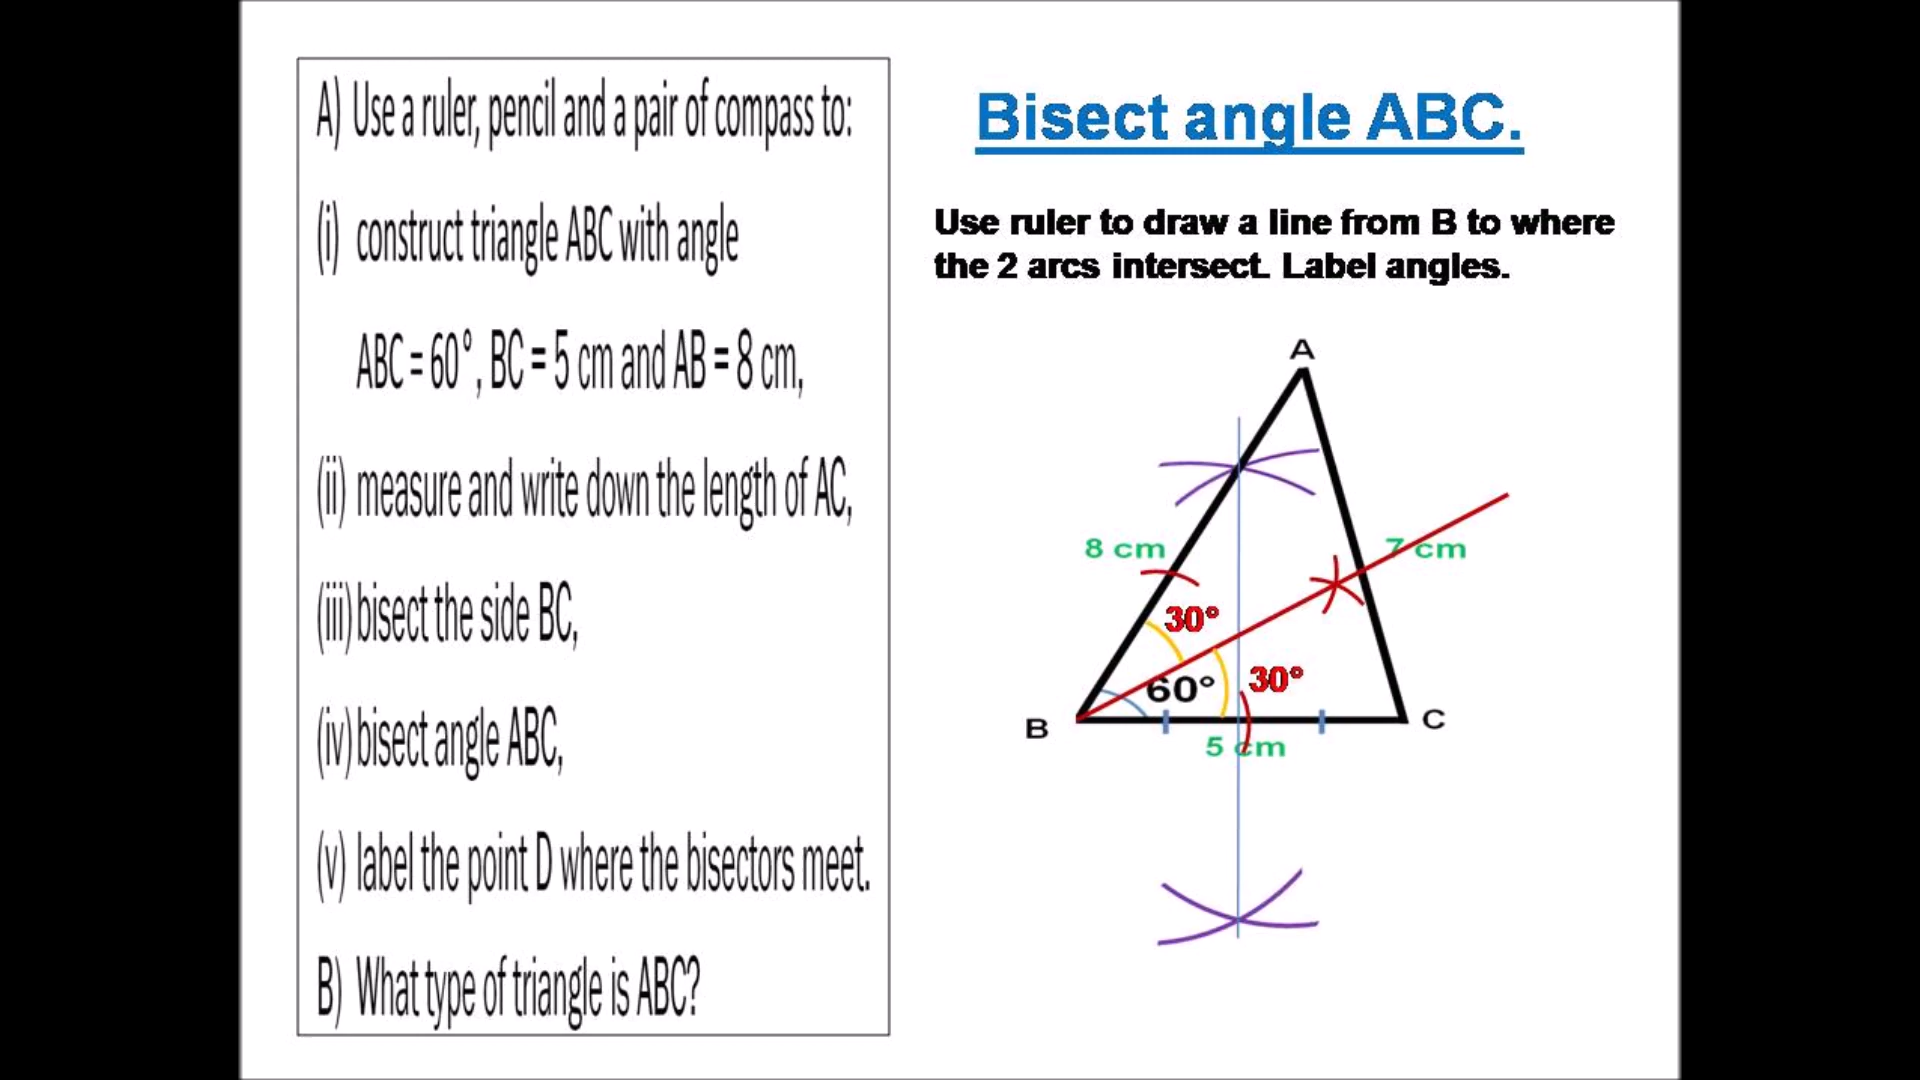 A) Use a ruler, pencil and a pair of compass to:
(i) construct triangle ABC with angle
ABC = 60°, BC = 5 cm and AB = 8 cm,
(ii) measure and write down the length of AC,
(iii) bisect the side BC,
(iv) bisect angle ABC,
(v) label the point D where the bisectors meet.
B) What type of triangle is ABC?
Bisect angle ABC.
Use ruler to draw a line from B to where
the 2 arcs intersect. Label angles.
A
8 cm
7 cm
30°
60°
30°
B
C
5 cm